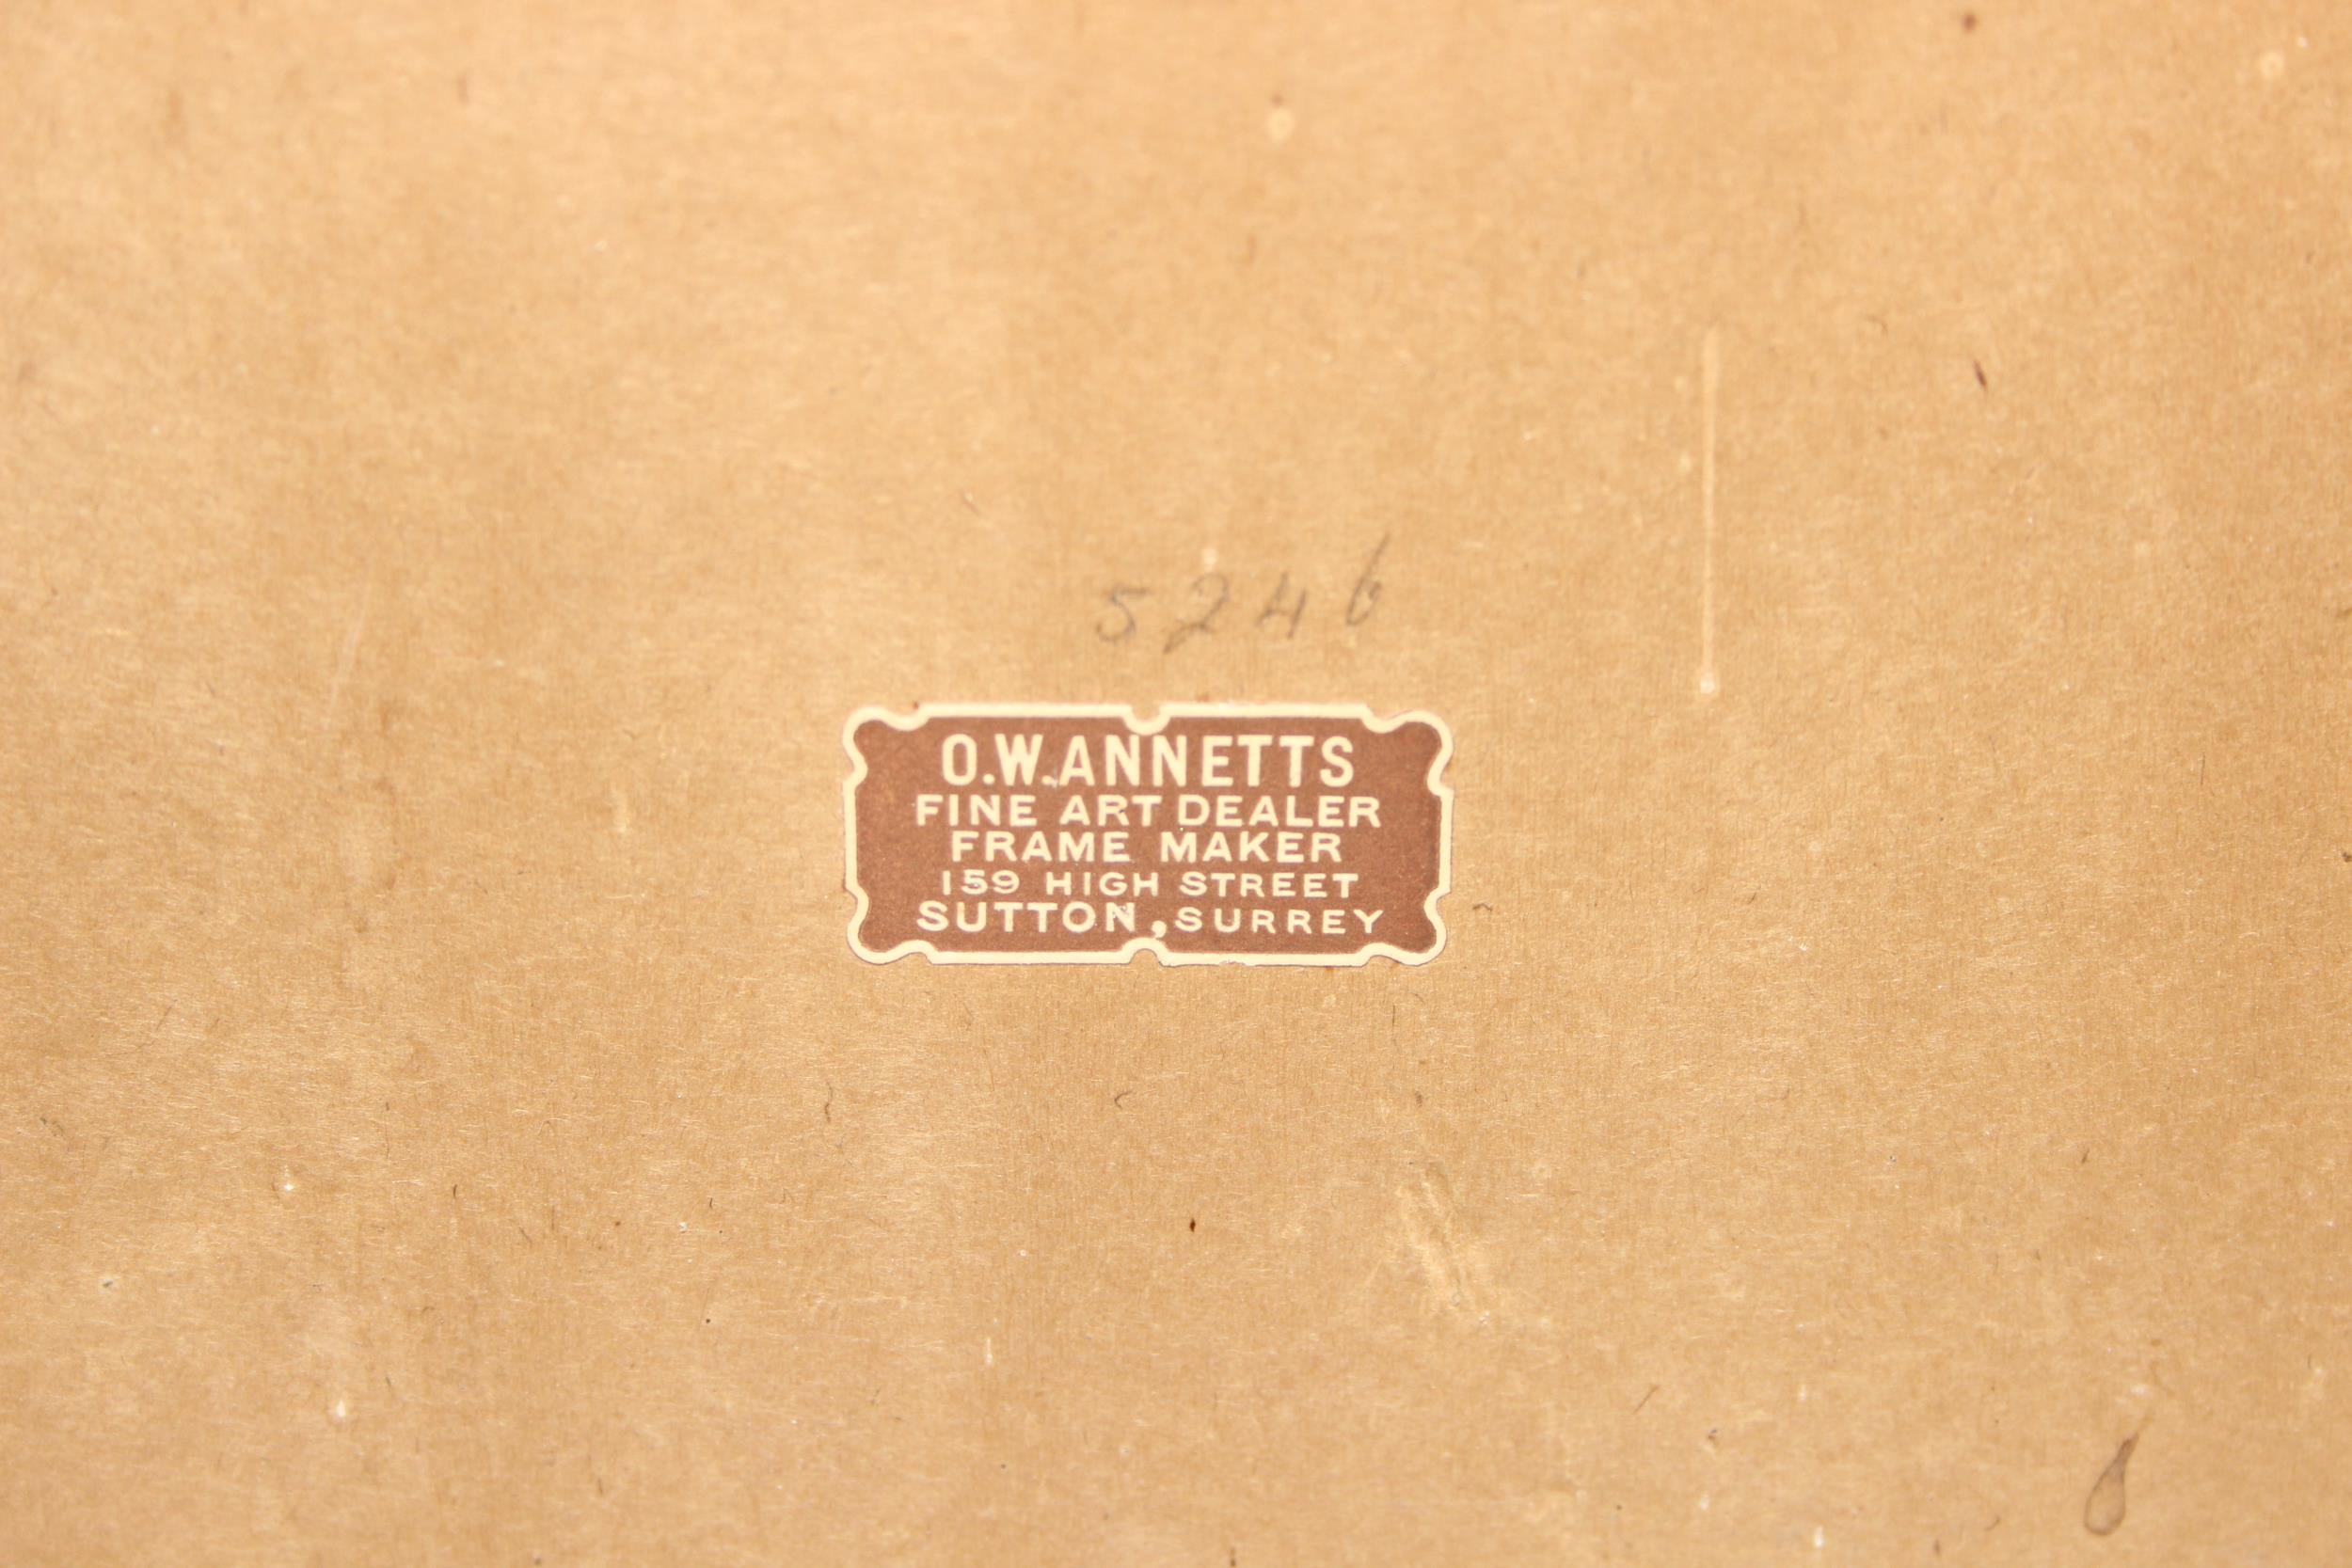 5246
O.W.ANNETTS
FINE ART DEALER
FRAME MAKER
159 HIGH STREET
SUTTON, SURREY